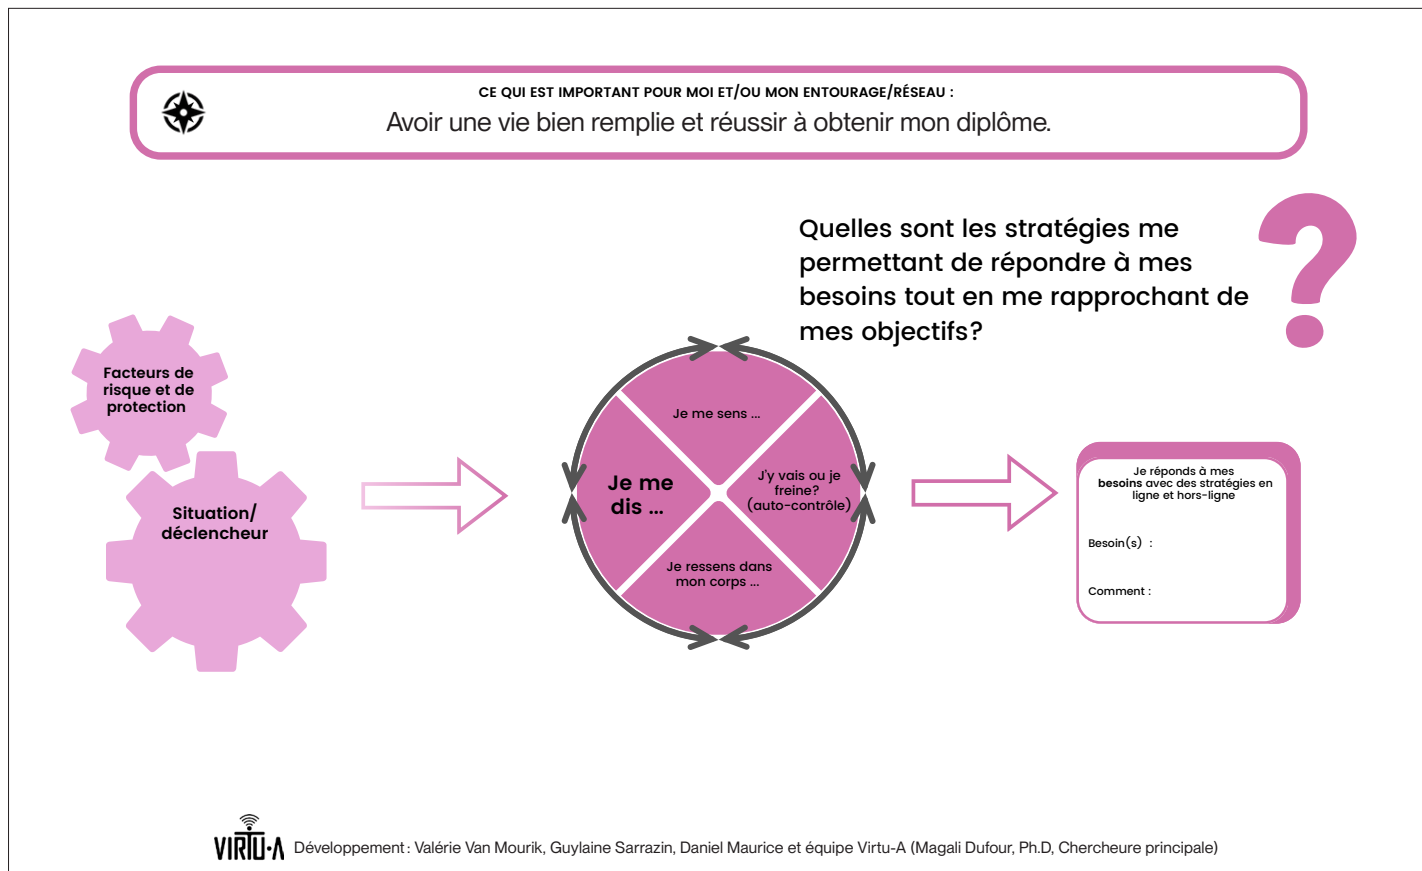 CE QUI EST IMPORTANT POUR MOI ET/OU MON ENTOURAGE/RÉSEAU :
Avoir une vie bien remplie et réussir à obtenir mon diplôme.
Quelles sont les stratégies me
permettant de répondre à mes
besoins tout en me rapprochant de
mes objectifs?
Facteurs de
risque et de
protection
Situation/
déclencheur
Je me sens ...
Je me
dis ...
J'y vais ou je
freine?
(auto-contrôle)
Je ressens dans
mon corps ...
Je réponds à mes
besoins avec des stratégies en
ligne et hors-ligne
Besoin(s) :
Comment :
VIRTU·A
Développement : Valérie Van Mourik, Guylaine Sarrazin, Daniel Maurice et équipe Virtu-A (Magali Dufour, Ph.D, Chercheure principale)